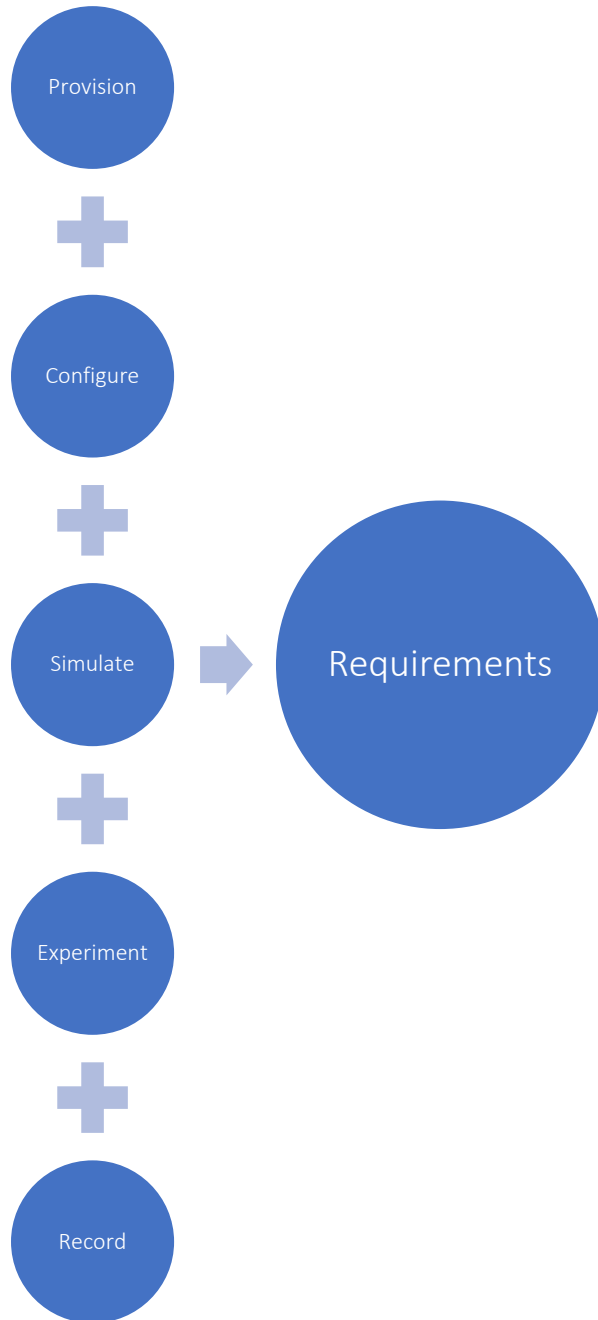 Provision
Configure
Simulate
Requirements
Experiment
Record